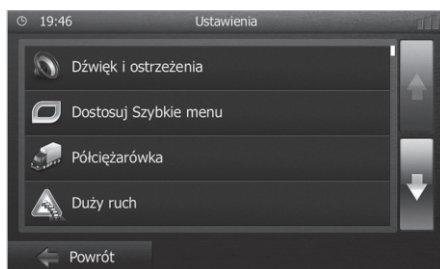 19:46 Ustawienia
Dźwięk i ostrzeżenia
Dostosuj Szybkie menu
Półciężarówka
Duży ruch
Powrót